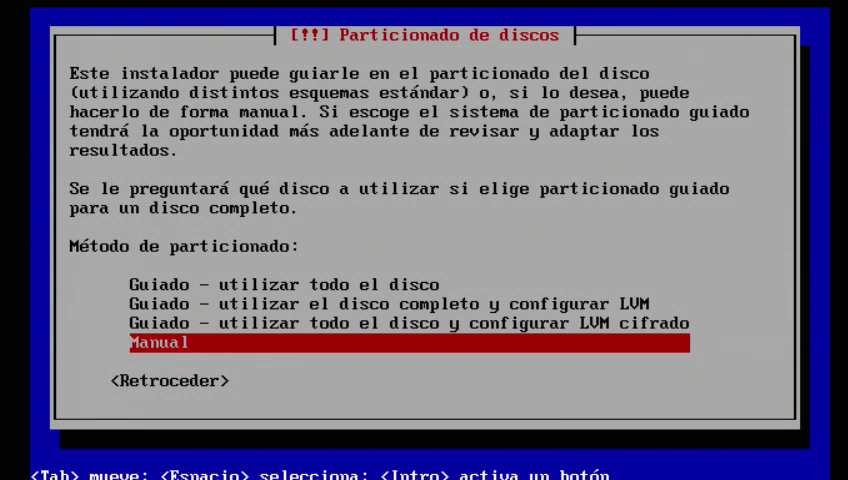 [!!] Particionado de discos
Este instalador puede guiarle en el particionado del disco
(utilizando distintos esquemas estándar) o, si lo desea, puede
hacerlo de forma manual. Si escoge el sistema de particionado guiado
tendrá la oportunidad más adelante de revisar y adaptar los
resultados.
Se le preguntará qué disco a utilizar si elige particionado guiado
para un disco completo.
Método de particionado:
Guiado - utilizar todo el disco
Guiado - utilizar el disco completo y configurar LVM
Guiado - utilizar todo el disco y configurar LVM cifrado
Manual
<Retroceder>
<Tab> mueve; <Espacio> selecciona; <Intro> activa un botón